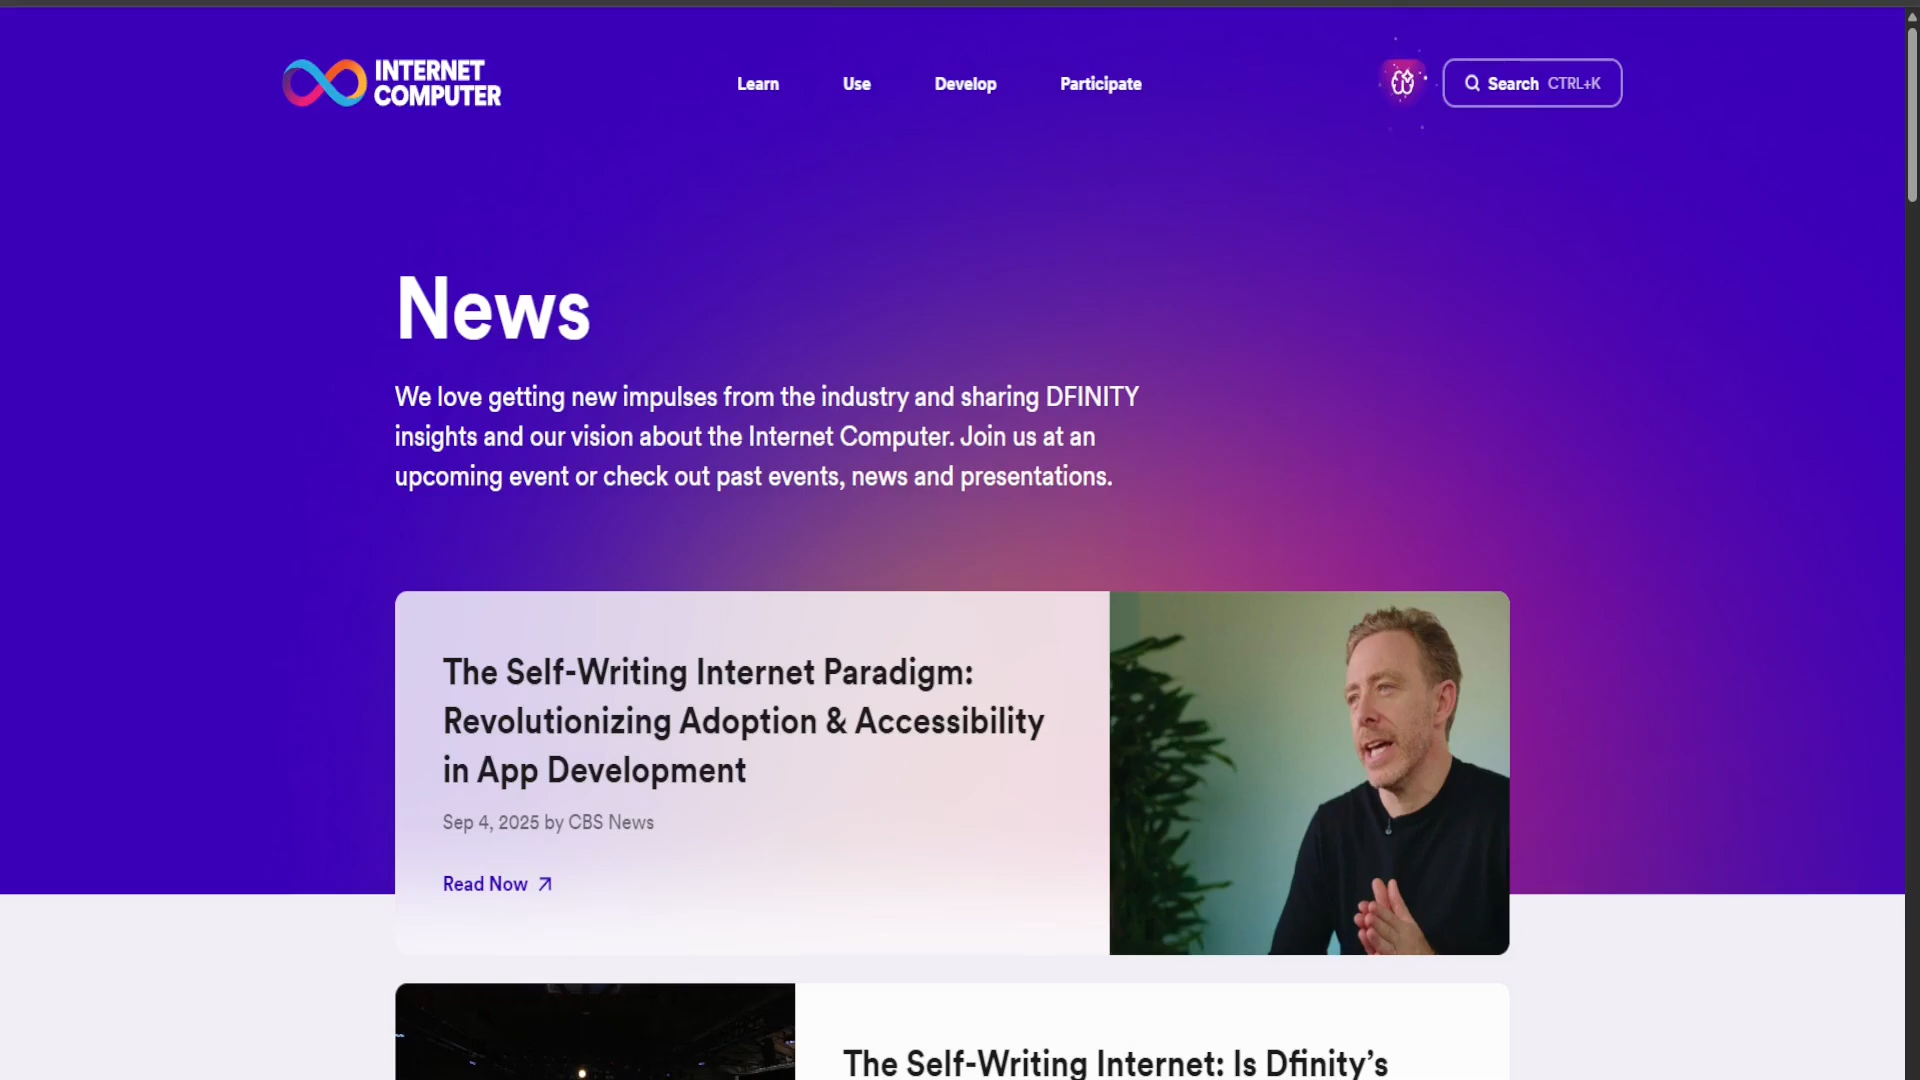 INTERNET
COMPUTER
Learn
Use
Develop
Participate
Search CTRL+K
News
We love getting new impulses from the industry and sharing DFINITY
insights and our vision about the Internet Computer. Join us at an
upcoming event or check out past events, news and presentations.
The Self-Writing Internet Paradigm:
Revolutionizing Adoption & Accessibility
in App Development
Sep 4, 2025 by CBS News
Read Now
The Self-Writing Internet: Is Dfinity’s